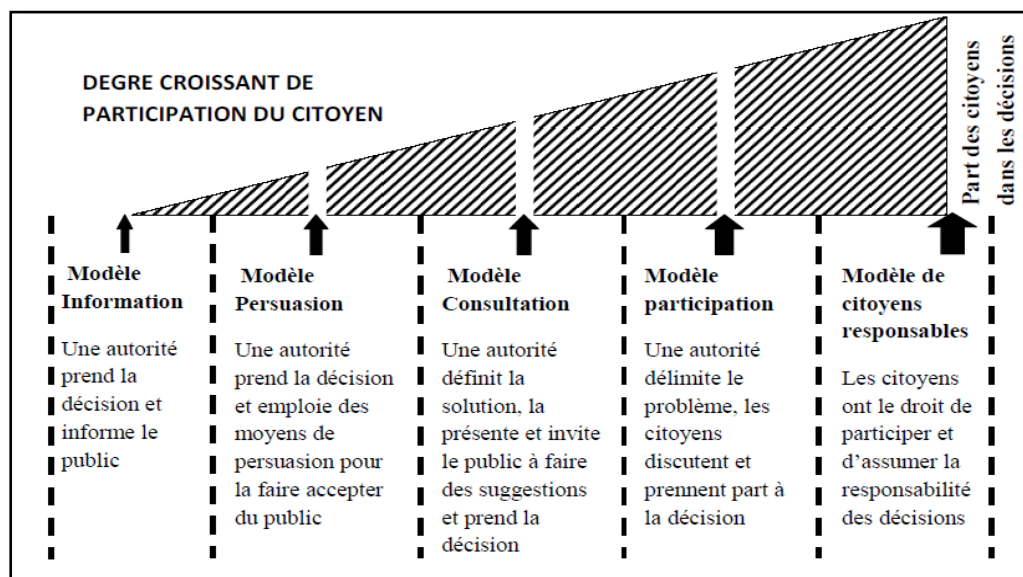 DEGRE CROISSANT DE
PARTICIPATION DU CITOYEN
Part des citoyens
dans les décisions
Modèle
Information
Une autorité
prend la
décision et
informe le
public
Modèle
Persuasion
Une autorité
prend la décision
et emploie des
moyens de
persuasion pour
la faire accepter
du public
Modèle
Consultation
Une autorité
définit la
solution, la
présente et invite
le public à faire
des suggestions
et prend la
décision
Modèle
participation
Une autorité
délimite le
problème, les
citoyens
discutent et
prennent part à
la décision
Modèle de
citoyens
responsables
Les citoyens
ont le droit de
participer et
d’assumer la
responsabilité
des décisions